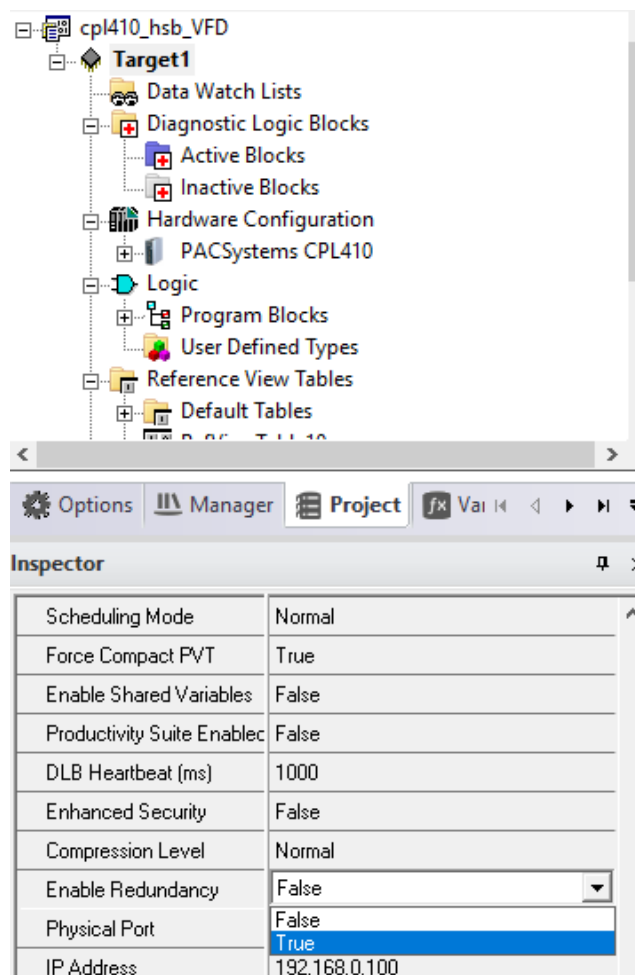 cpl410_hsb_VFD
Target1
Data Watch Lists
Diagnostic Logic Blocks
Active Blocks
Inactive Blocks
Hardware Configuration
PACSystems CPL410
Logic
Program Blocks
User Defined Types
Reference View Tables
Default Tables
Options Manager Project Var
Inspector
Scheduling Mode Normal
Force Compact PVT True
Enable Shared Variables False
Productivity Suite Enabled False
DLB Heartbeat (ms) 1000
Enhanced Security False
Compression Level Normal
Enable Redundancy False
Physical Port False
True
IP Address 192.168.0.100